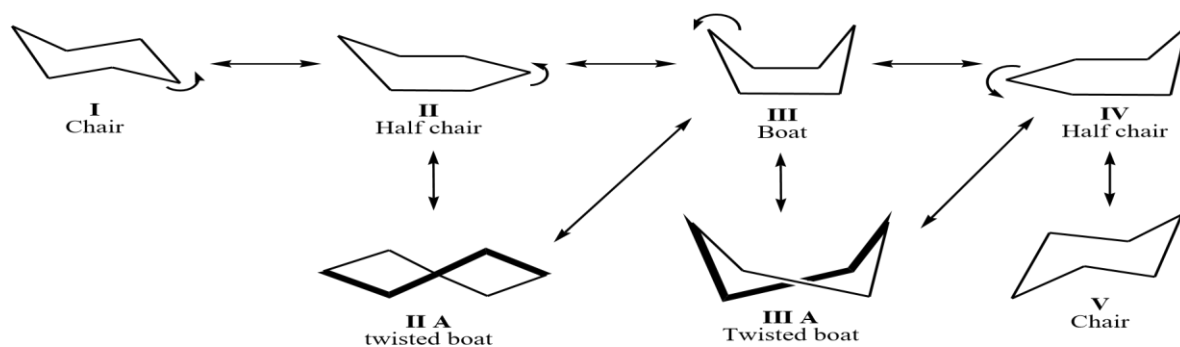 I
Chair
II
Half chair
III
Boat
IV
Half chair
II A
twisted boat
III A
Twisted boat
V
Chair